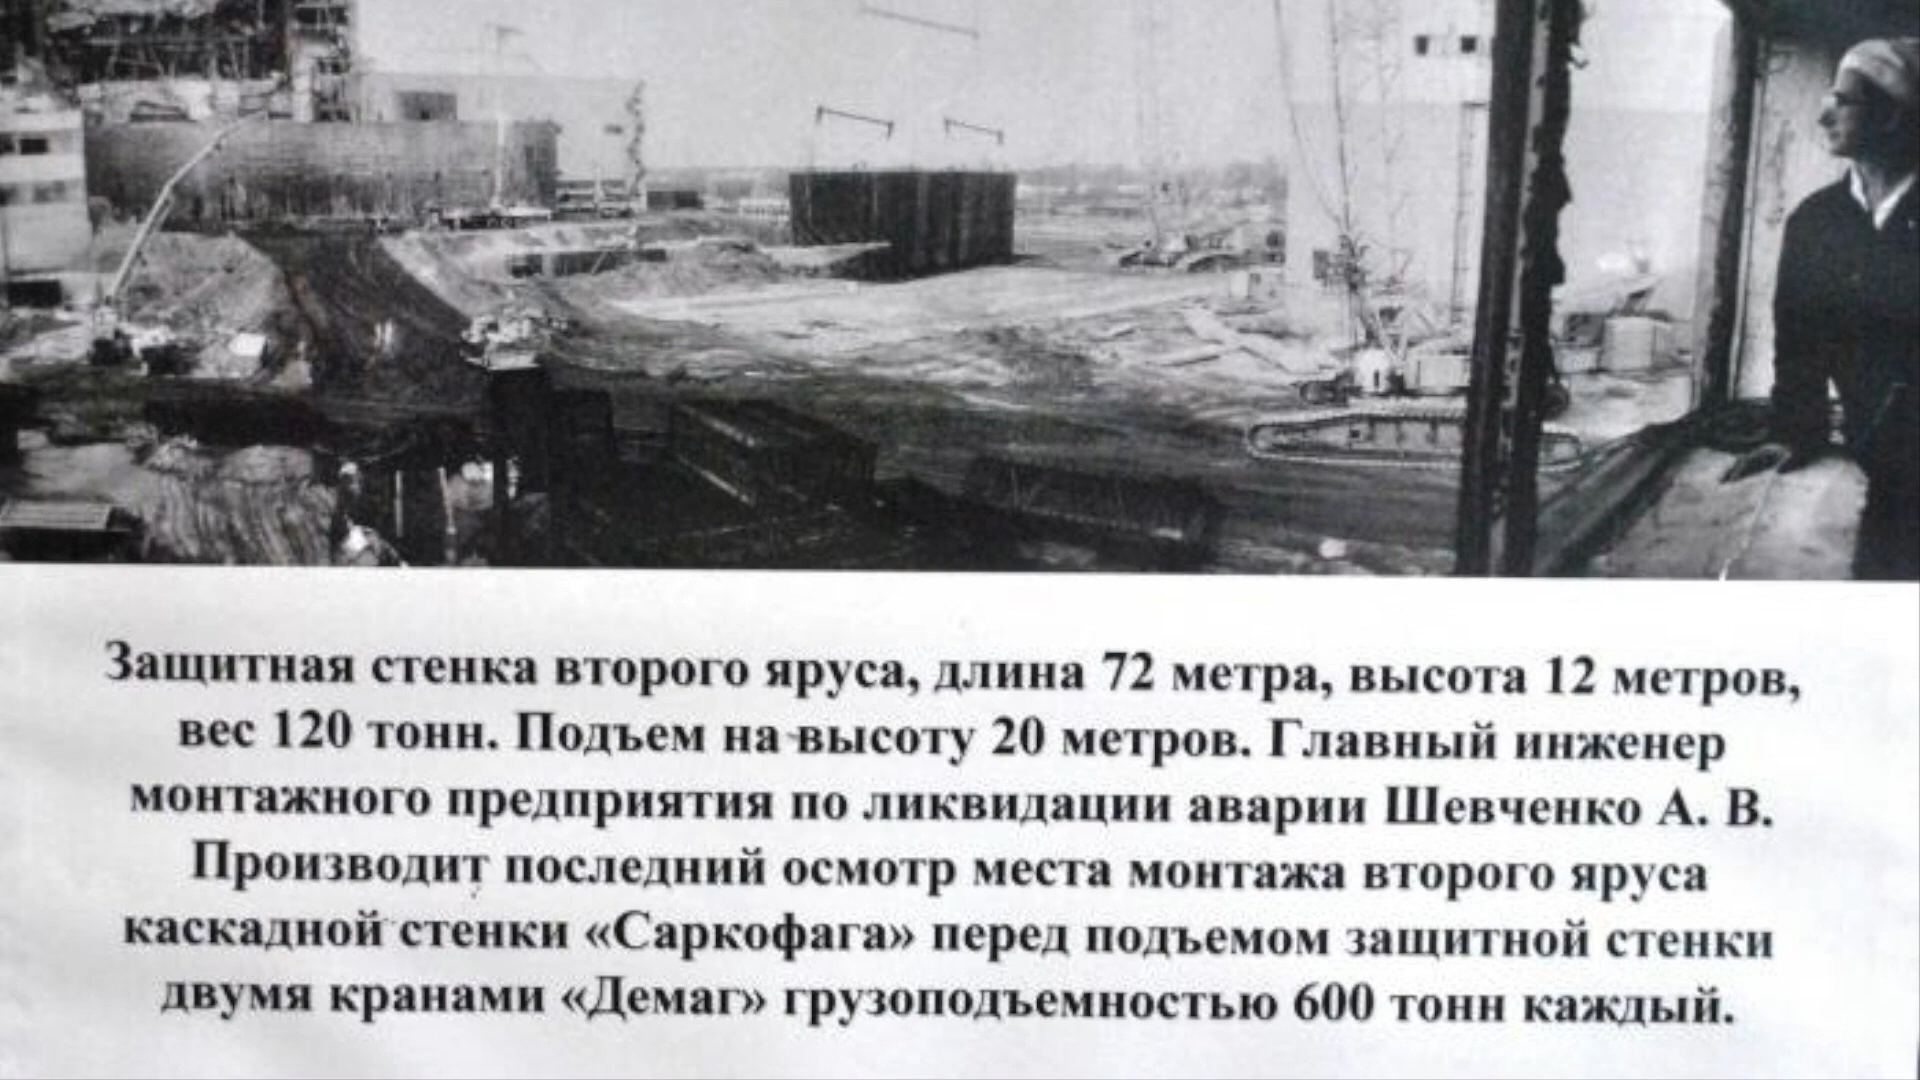 Защитная стенка второго яруса, длина 72 метра, высота 12 метров,
вес 120 тонн. Подъем на высоту 20 метров. Главный инженер
монтажного предприятия по ликвидации аварии Шевченко А. В.
Производит последний осмотр места монтажа второго яруса
каскадной стенки «Саркофага» перед подъемом защитной стенки
двумя кранами «Демаг» грузоподъемностью 600 тонн каждый.